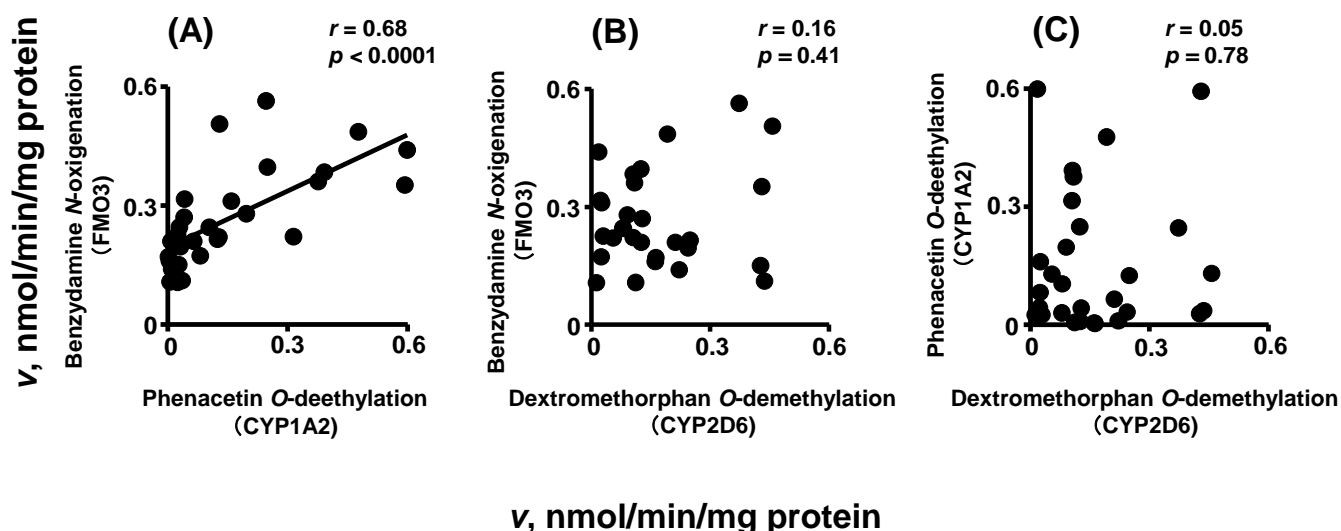 v, nmol/min/mg protein
(A)
r = 0.68
p < 0.0001
Benzydamine N-oxigenation
(FMO3)
0.6
0.3
0
0
0.3
0.6
Phenacetin O-deethylation
(CYP1A2)
(B)
r = 0.16
p = 0.41
Benzydamine N-oxigenation
(FMO3)
0.6
0.3
0
0
0.3
0.6
Dextromethorphan O-demethylation
(CYP2D6)
(C)
r = 0.05
p = 0.78
Phenacetin O-deethylation
(CYP1A2)
0.6
0.3
0
0
0.3
0.6
Dextromethorphan O-demethylation
(CYP2D6)
v, nmol/min/mg protein